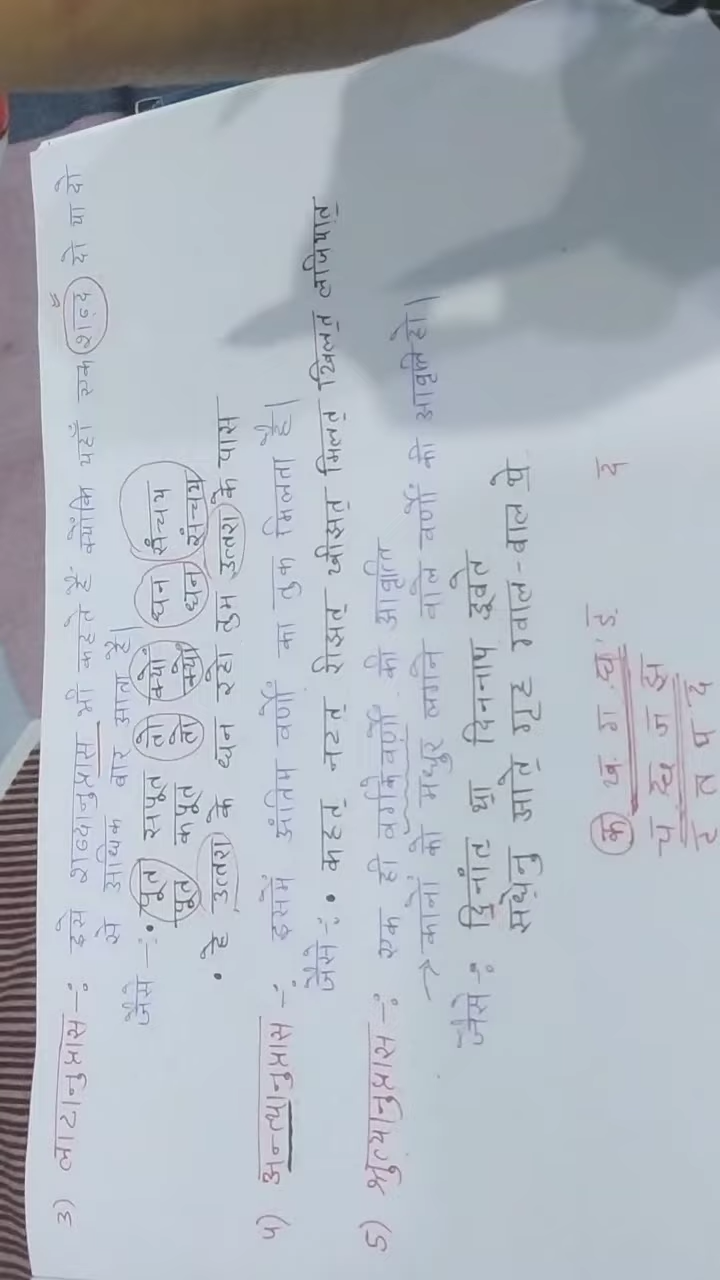 3) लाटानुप्रास -: इसे शब्दानुप्रास भी कहते हैं क्योंकि यहाँ एक शब्द दो या दो
से अधिक बार आता है।
जैसे -: • पूत सपूत तो क्यों धन संचय
पूत कपूत तो क्यों धन संचय
• हे उत्तरा के धन रहो तुम उत्तरा के पास
4) अन्त्यानुप्रास -: इसमें अंतिम वर्णों का तुक मिलता है।
जैसे -: • कहत नटत रीझत खीझत मिलत खिलत लजियात
5) श्रुत्यानुप्रास -: एक ही वर्ग के वर्णों की आवृत्ति
→ कानों को मधुर लगने वाले वर्णों की आवृत्ति हो।
जैसे -: दिनांत था दिननाथ डूबते
सधेनु आते गृह ग्वाल-बाल थे
क ख ग घ ङ द
च छ ज झ
ट त प द